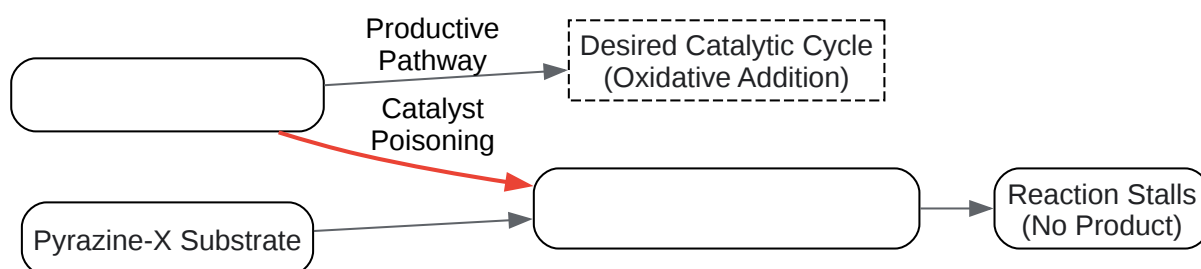 Productive
Pathway
Desired Catalytic Cycle
(Oxidative Addition)
Catalyst
Poisoning
Pyrazine-X Substrate
Reaction Stalls
(No Product)